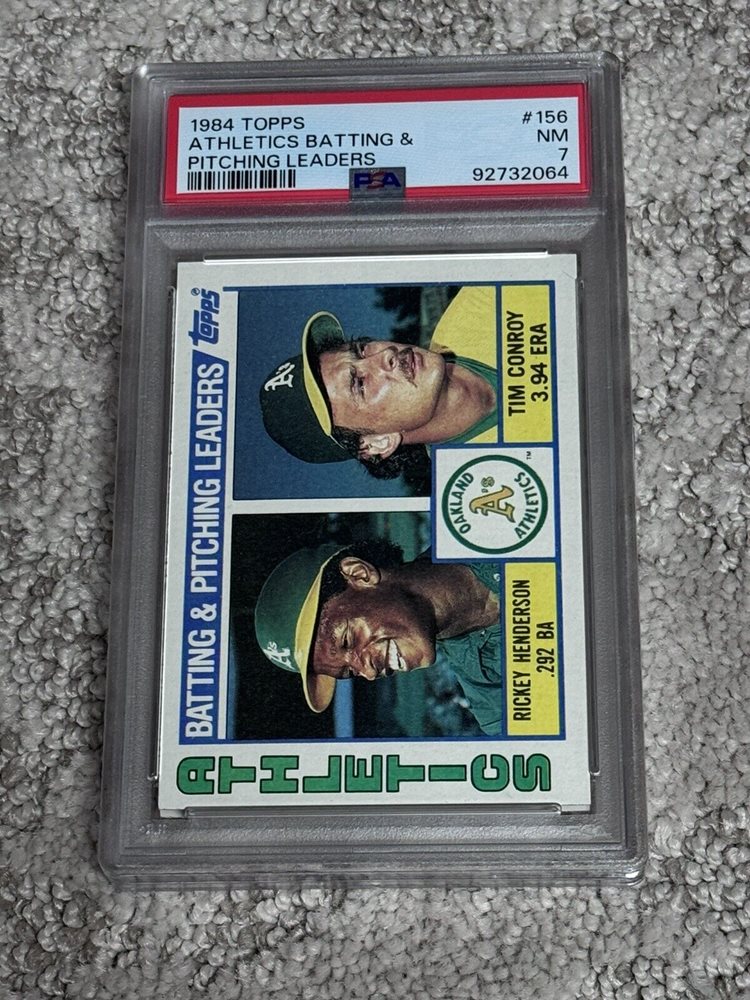 1984 TOPPS #156
ATHLETICS BATTING & NM
PITCHING LEADERS 7
PSA 92732064
BATTING & PITCHING LEADERS Topps®
TIM CONROY
3.94 ERA
OAKLAND
A's
ATHLETICS ™
RICKEY HENDERSON
.292 BA
ATHLETICS
A's
A's